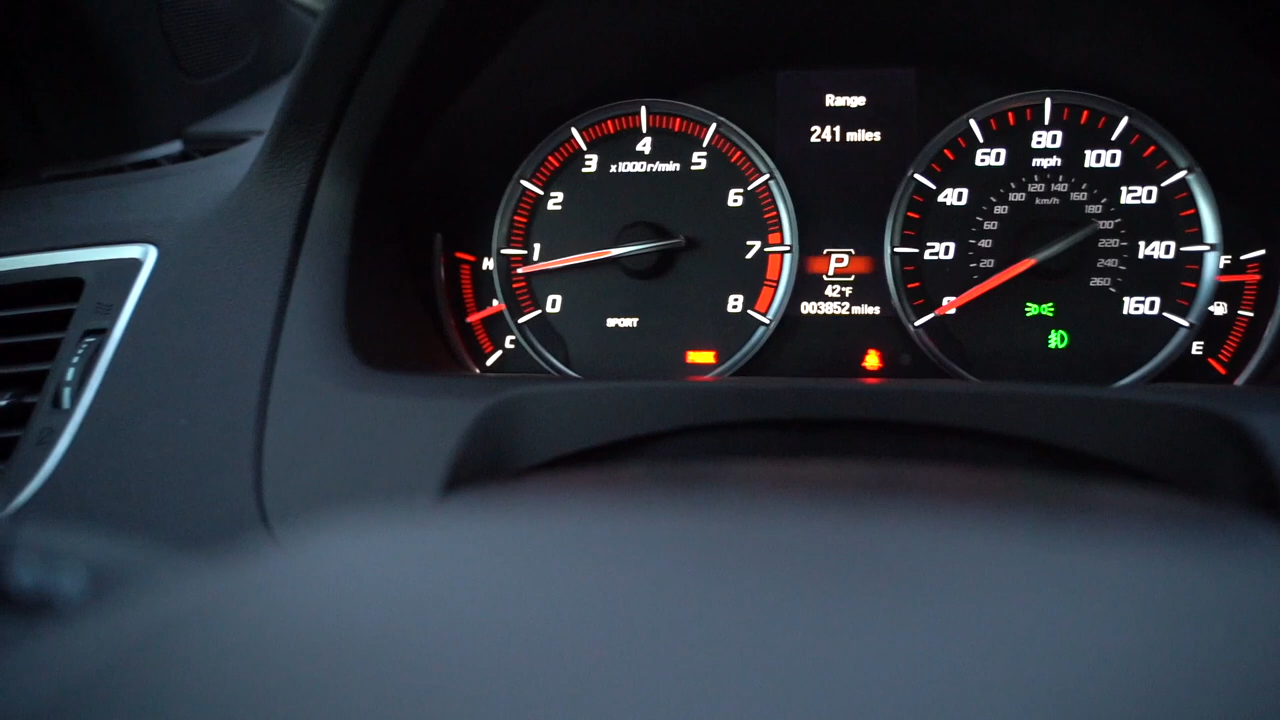 Range
241 miles
0
1
2
3
4
5
6
7
8
x1000r/min
SPORT
H
C
P
42°F
003852 miles
20
40
60
80
100
120
140
160
mph
20
40
60
80
100
120
140
160
180
220
240
260
km/h
F
E